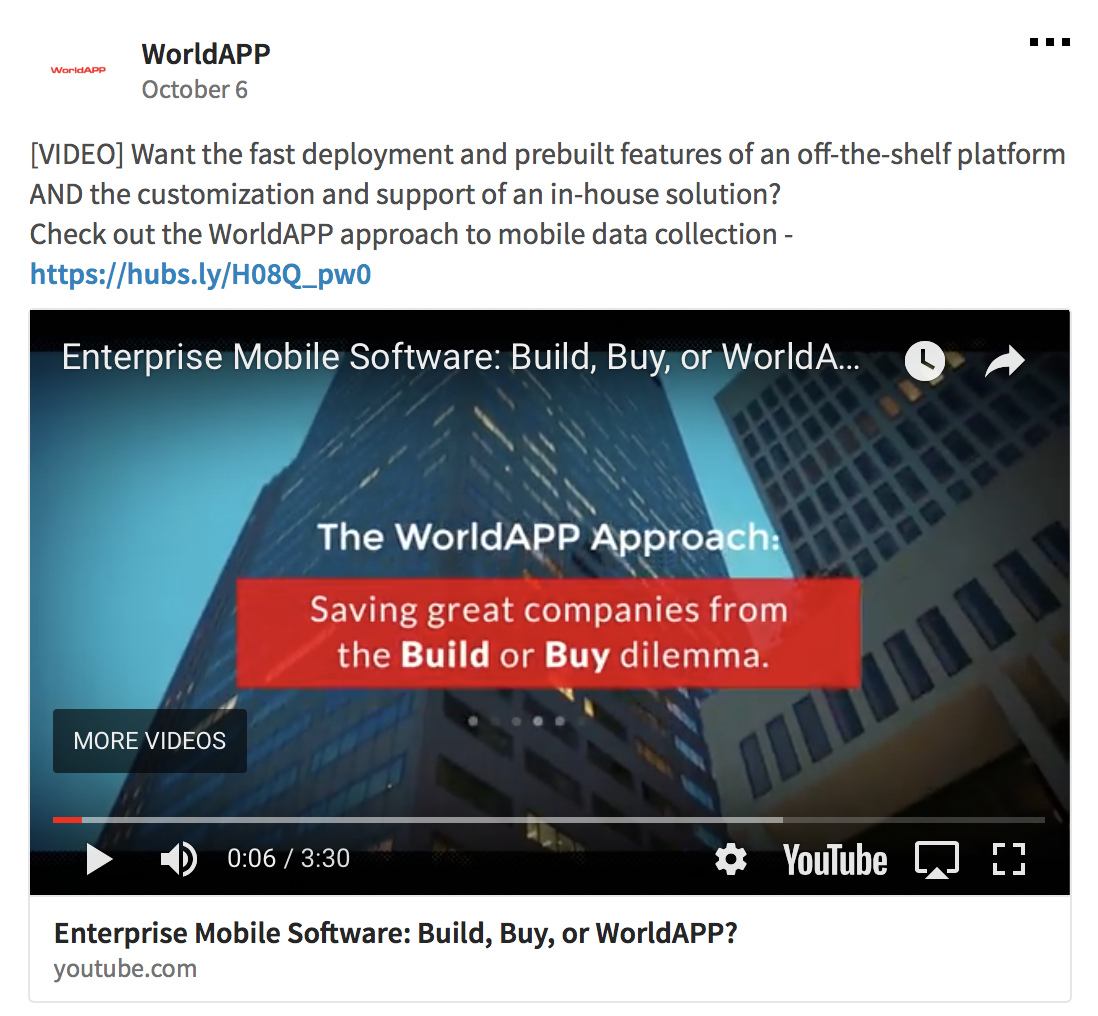 WorldAPP
WorldAPP
October 6
[VIDEO] Want the fast deployment and prebuilt features of an off-the-shelf platform
AND the customization and support of an in-house solution?
Check out the WorldAPP approach to mobile data collection -
https://hubs.ly/H08Q_pw0
Enterprise Mobile Software: Build, Buy, or WorldA...
The WorldAPP Approach:
Saving great companies from
the Build or Buy dilemma.
MORE VIDEOS
0:06 / 3:30
YouTube
Enterprise Mobile Software: Build, Buy, or WorldAPP?
youtube.com